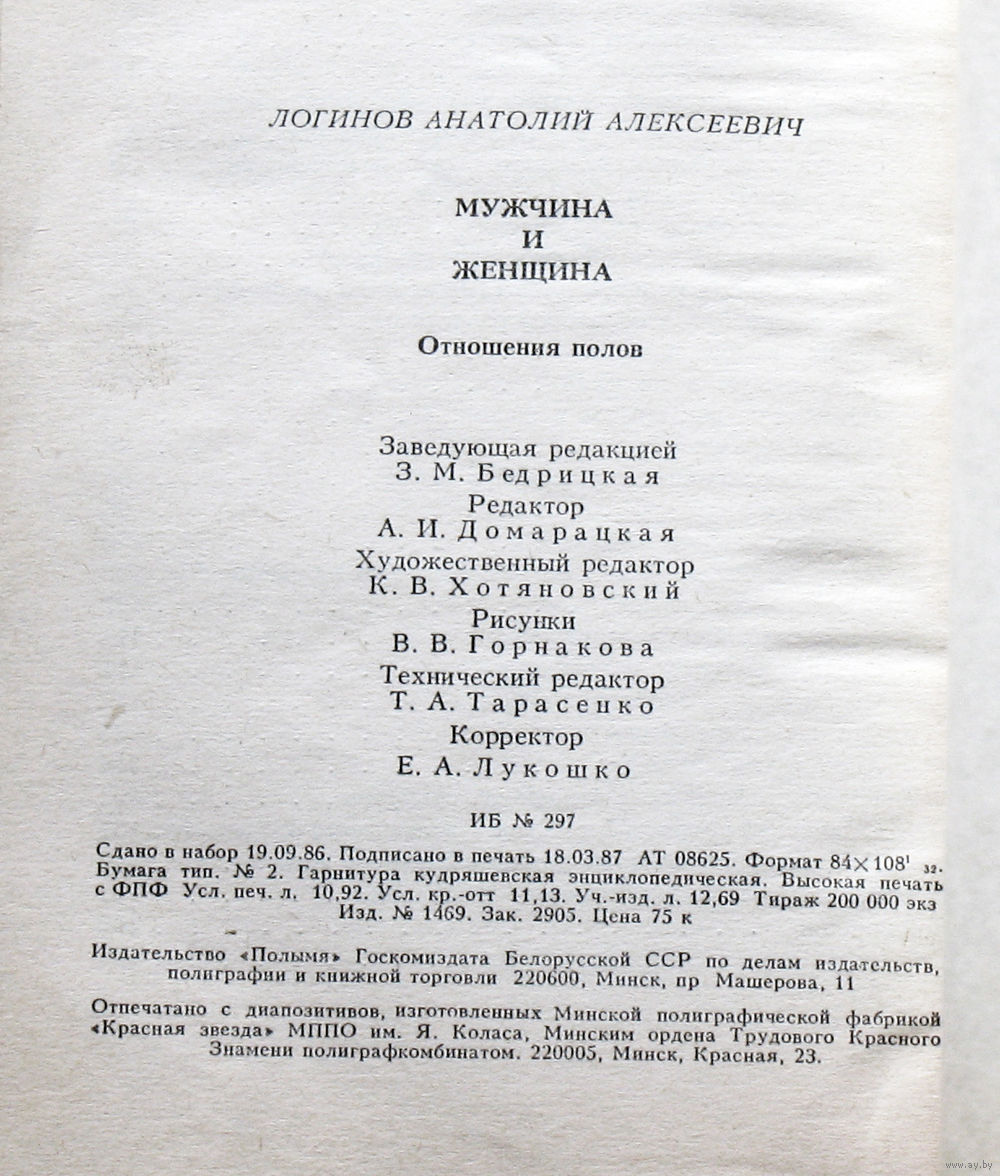 ЛОГИНОВ АНАТОЛИЙ АЛЕКСЕЕВИЧ
МУЖЧИНА
И
ЖЕНЩИНА
Отношения полов
Заведующая редакцией
З. М. Бедрицкая
Редактор
А. И. Домарацкая
Художественный редактор
К. В. Хотяновский
Рисунки
В. В. Горнакова
Технический редактор
Т. А. Тарасенко
Корректор
Е. А. Лукошко
ИБ № 297
Сдано в набор 19.09.86. Подписано в печать 18.03.87 АТ 08625. Формат 84×108¹ ₃₂.
Бумага тип. № 2. Гарнитура кудряшевская энциклопедическая. Высокая печать
с ФПФ Усл. печ. л. 10,92. Усл. кр.-отт 11,13. Уч.-изд. л. 12,69 Тираж 200 000 экз
Изд. № 1469. Зак. 2905. Цена 75 к
Издательство «Полымя» Госкомиздата Белорусской ССР по делам издательств,
полиграфии и книжной торговли 220600, Минск, пр Машерова, 11
Отпечатано с диапозитивов, изготовленных Минской полиграфической фабрикой
«Красная звезда» МППО им. Я. Коласа, Минским ордена Трудового Красного
Знамени полиграфкомбинатом. 220005, Минск, Красная, 23.
www.ay.by